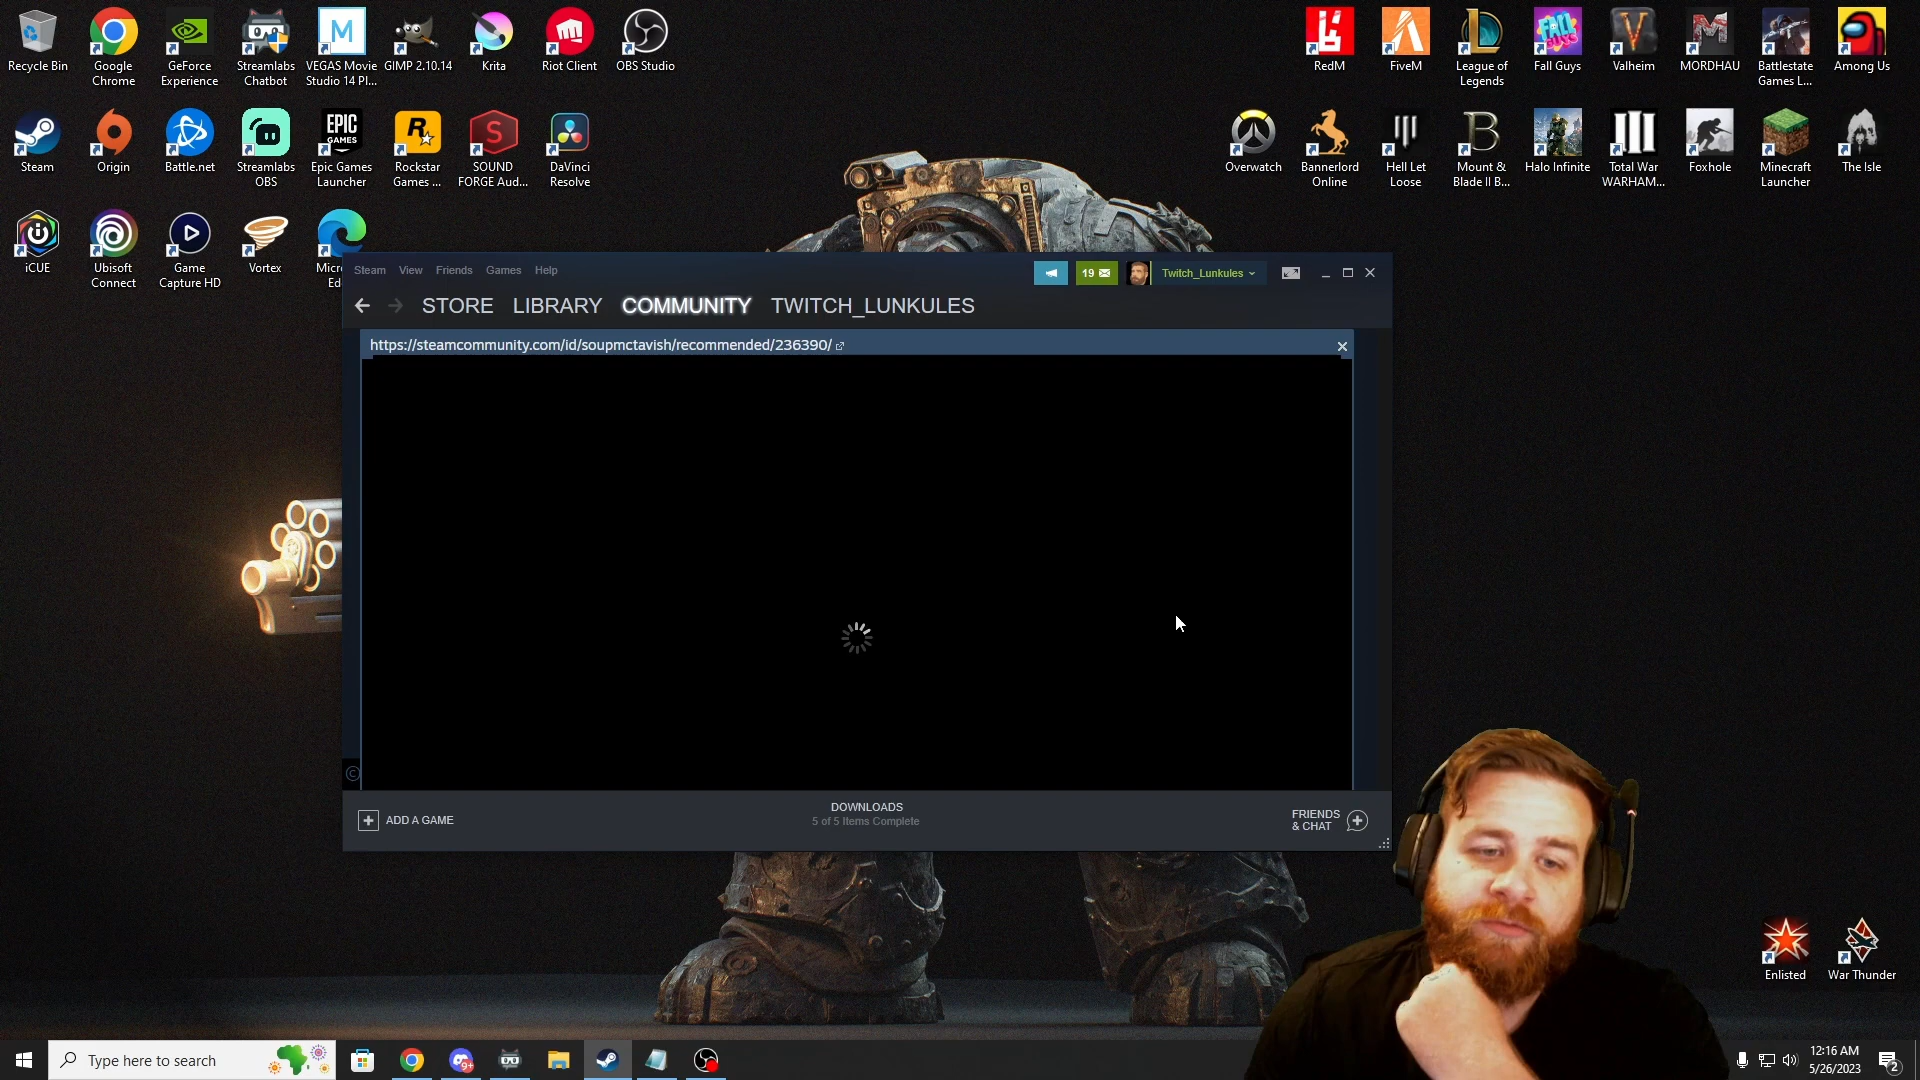 Recycle Bin
Google Chrome
GeForce Experience
Streamlabs Chatbot
VEGAS Movie Studio 14 Pl...
GIMP 2.10.14
Krita
Riot Client
OBS Studio
RedM
FiveM
League of Legends
Fall Guys
Valheim
MORDHAU
Battlestate Games L...
Among Us
Steam
Origin
Battle.net
Streamlabs OBS
EPIC GAMES
Epic Games Launcher
Rockstar Games ...
SOUND FORGE Aud...
DaVinci Resolve
Overwatch
Bannerlord Online
Hell Let Loose
Mount & Blade II B...
Halo Infinite
Total War WARHAM...
Foxhole
Minecraft Launcher
The Isle
iCUE
Ubisoft Connect
Game Capture HD
Vortex
Micr
Ed
Steam View Friends Games Help
19
Twitch_Lunkules
STORE LIBRARY COMMUNITY TWITCH_LUNKULES
https://steamcommunity.com/id/soupmctavish/recommended/236390/
©
ADD A GAME
DOWNLOADS
5 of 5 Items Complete
FRIENDS
& CHAT
Enlisted
War Thunder
Type here to search
9+
12:16 AM
5/26/2023
2